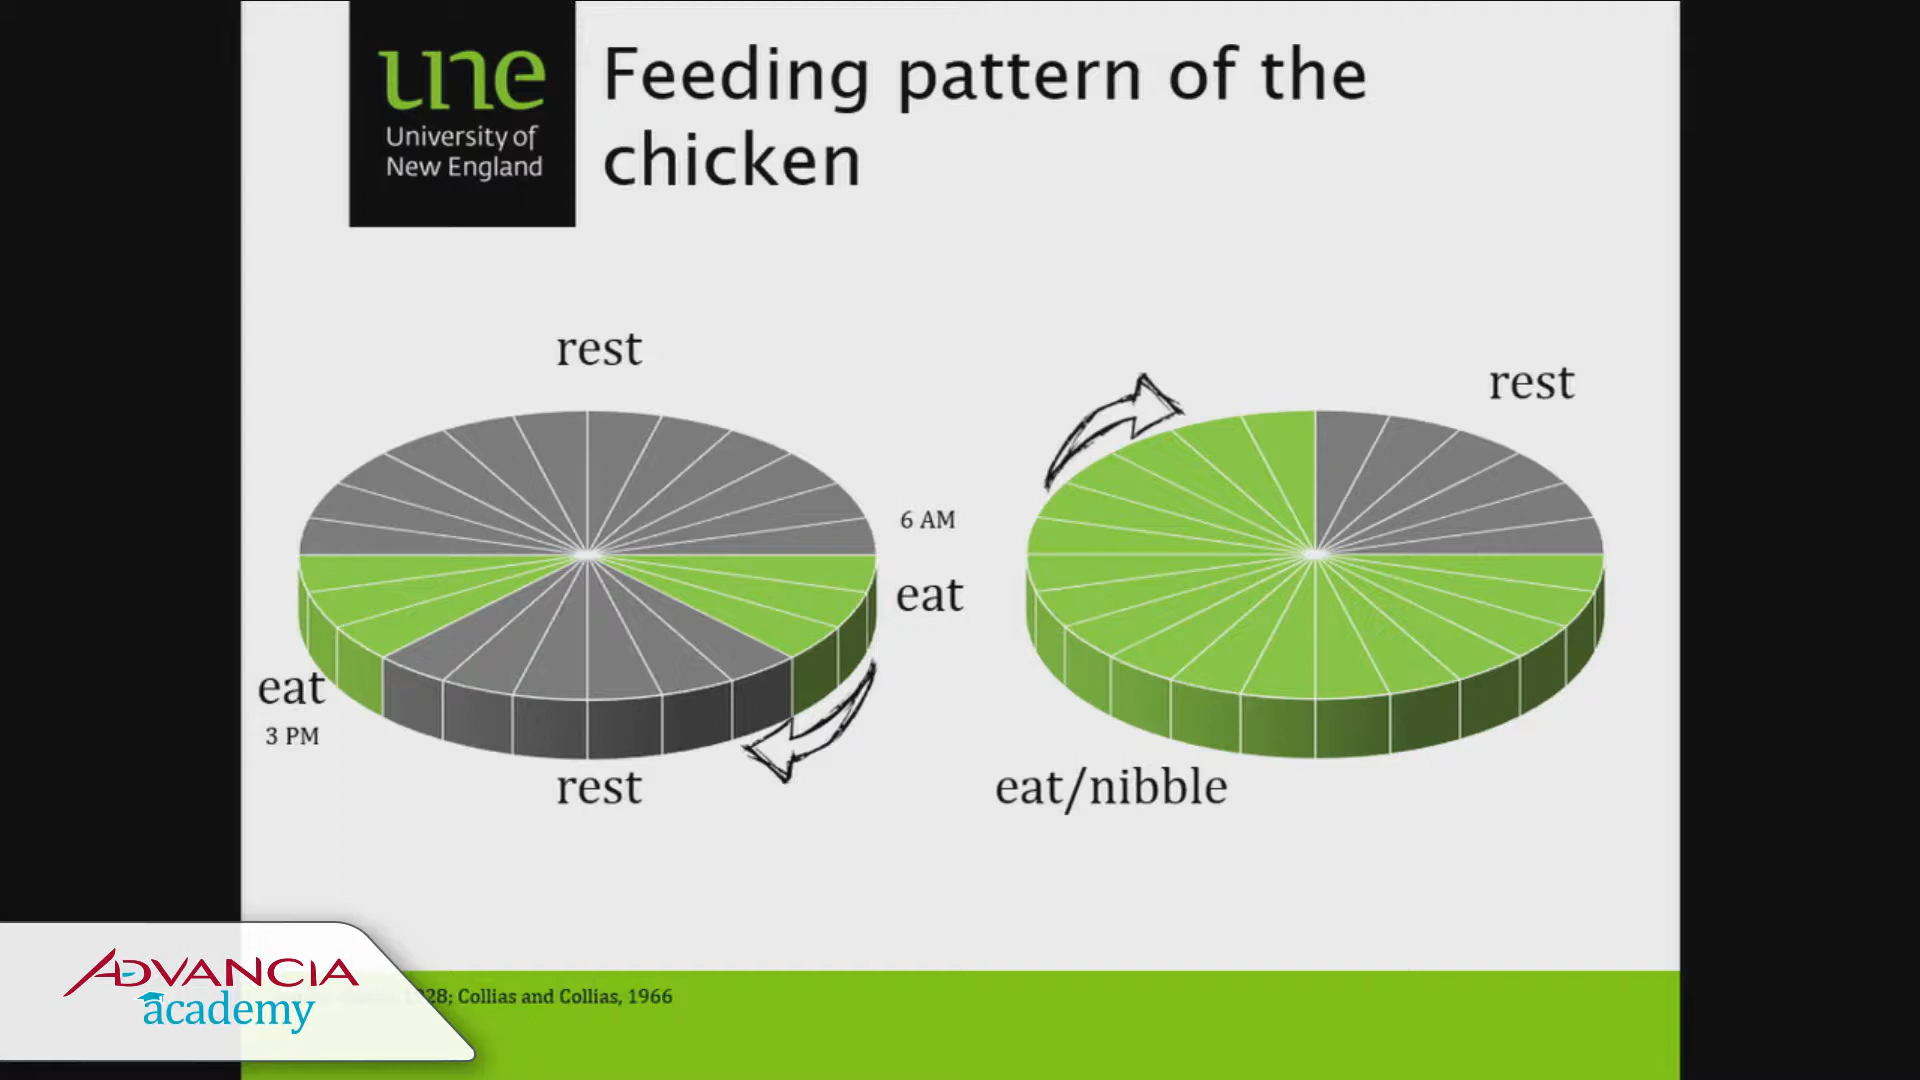 une
University of
New England
Feeding pattern of the
chicken
rest
rest
6 AM
eat
eat
3 PM
rest
eat/nibble
28; Collias and Collias, 1966
ADVANCIA
academy